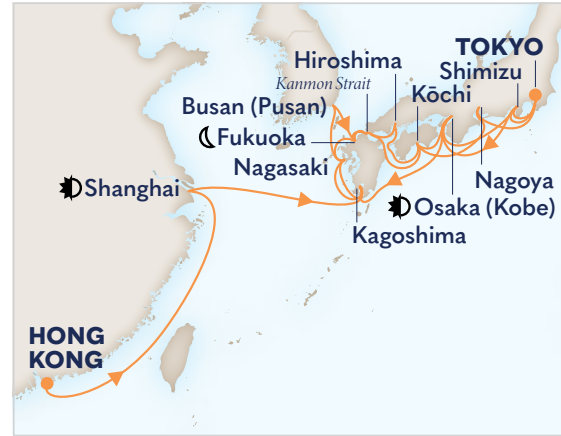 TOKYO
Hiroshima
Shimizu
Kanmon Strait
Kōchi
Busan (Pusan)
Fukuoka
Nagasaki
Shanghai
Nagoya
Osaka (Kobe)
Kagoshima
HONG
KONG